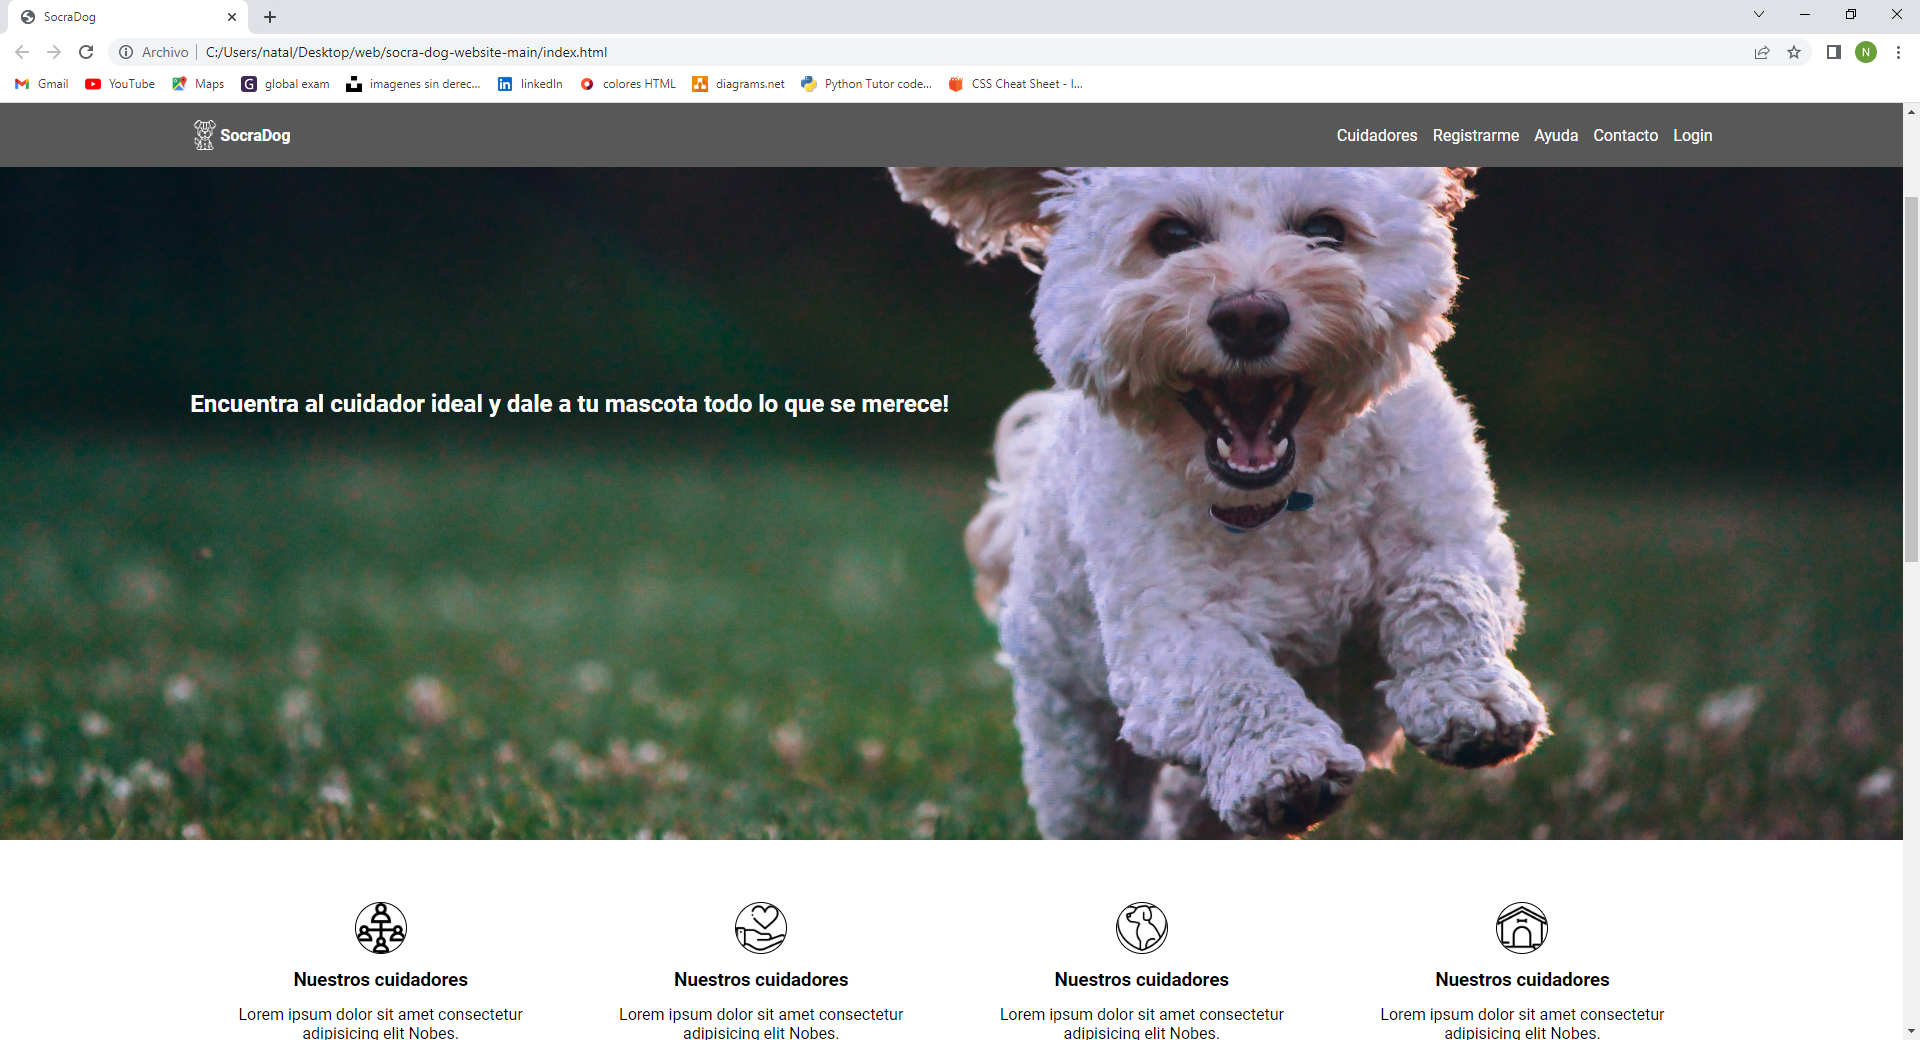 SocraDog
Archivo C:/Users/natal/Desktop/web/socra-dog-website-main/index.html
N
Gmail YouTube Maps G global exam imagenes sin derec... in linkedln colores HTML diagrams.net Python Tutor code... CSS Cheat Sheet - I...
SocraDog Cuidadores Registrarme Ayuda Contacto Login
Encuentra al cuidador ideal y dale a tu mascota todo lo que se merece!
Nuestros cuidadores
Lorem ipsum dolor sit amet consectetur
adipisicing elit Nobes.
Nuestros cuidadores
Lorem ipsum dolor sit amet consectetur
adipisicing elit Nobes.
Nuestros cuidadores
Lorem ipsum dolor sit amet consectetur
adipisicing elit Nobes.
Nuestros cuidadores
Lorem ipsum dolor sit amet consectetur
adipisicing elit Nobes.